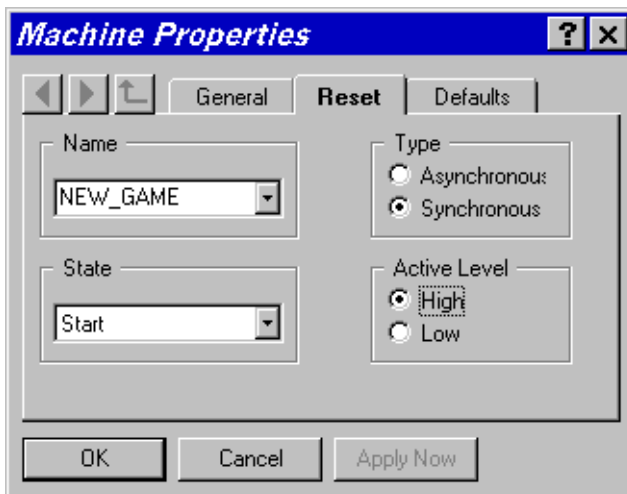 Machine Properties
General
Reset
Defaults
Name
NEW_GAME
Type
Asynchronous
Synchronous
State
Start
Active Level
High
Low
OK
Cancel
Apply Now